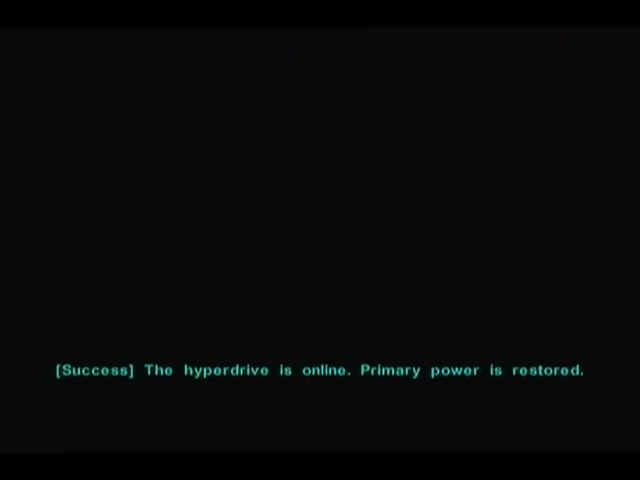 [Success] The hyperdrive is online. Primary power is restored.